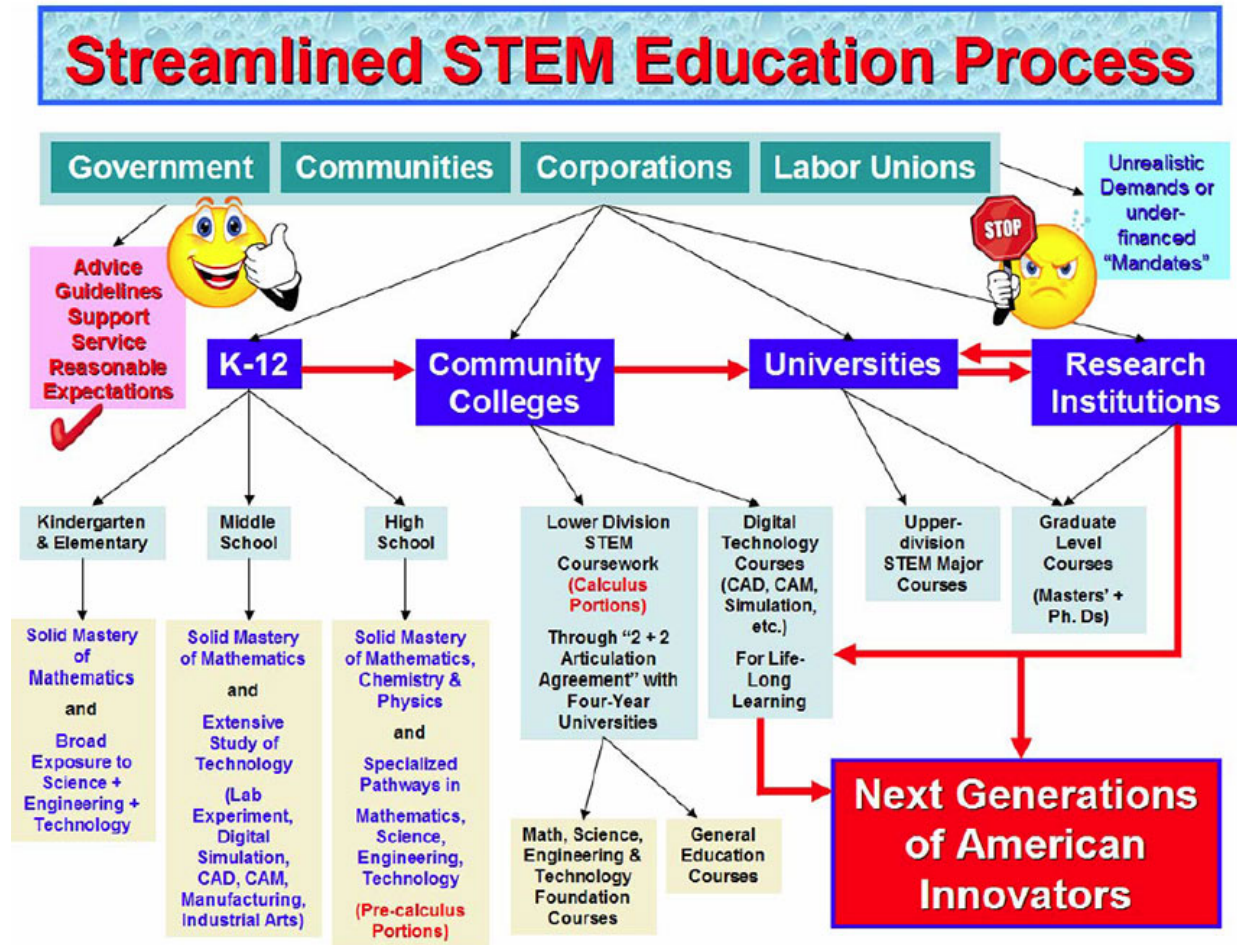 Streamlined STEM Education Process
Government
Communities
Corporations
Labor Unions
Unrealistic
Demands or
under-
financed
“Mandates”
STOP
Advice
Guidelines
Support
Service
Reasonable
Expectations
K-12
Community
Colleges
Universities
Research
Institutions
Kindergarten
& Elementary
Middle
School
High
School
Lower Division
STEM
Coursework
(Calculus
Portions)
Through “2 + 2
Articulation
Agreement” with
Four-Year
Universities
Digital
Technology
Courses
(CAD, CAM,
Simulation,
etc.)
For Life-
Long
Learning
Upper-
division
STEM Major
Courses
Graduate
Level
Courses
(Masters’ +
Ph. Ds)
Solid Mastery
of
Mathematics
and
Broad
Exposure to
Science +
Engineering +
Technology
Solid Mastery
of Mathematics
and
Extensive
Study of
Technology
(Lab
Experiment,
Digital
Simulation,
CAD, CAM,
Manufacturing,
Industrial Arts)
Solid Mastery
of Mathematics,
Chemistry &
Physics
and
Specialized
Pathways in
Mathematics,
Science,
Engineering,
Technology
(Pre-calculus
Portions)
Math, Science,
Engineering &
Technology
Foundation
Courses
General
Education
Courses
Next Generations
of American
Innovators